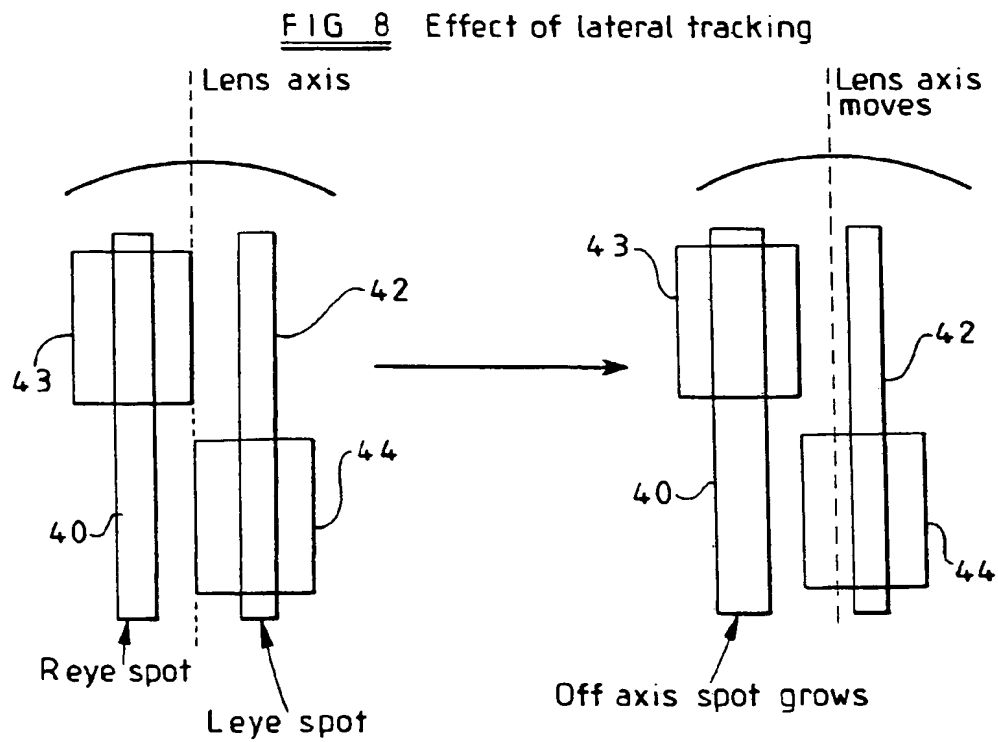 FIG 8 Effect of lateral tracking
Lens axis
Lens axis
moves
43
42
43
42
44
40
40
44
R eye spot
L eye spot
Off axis spot grows